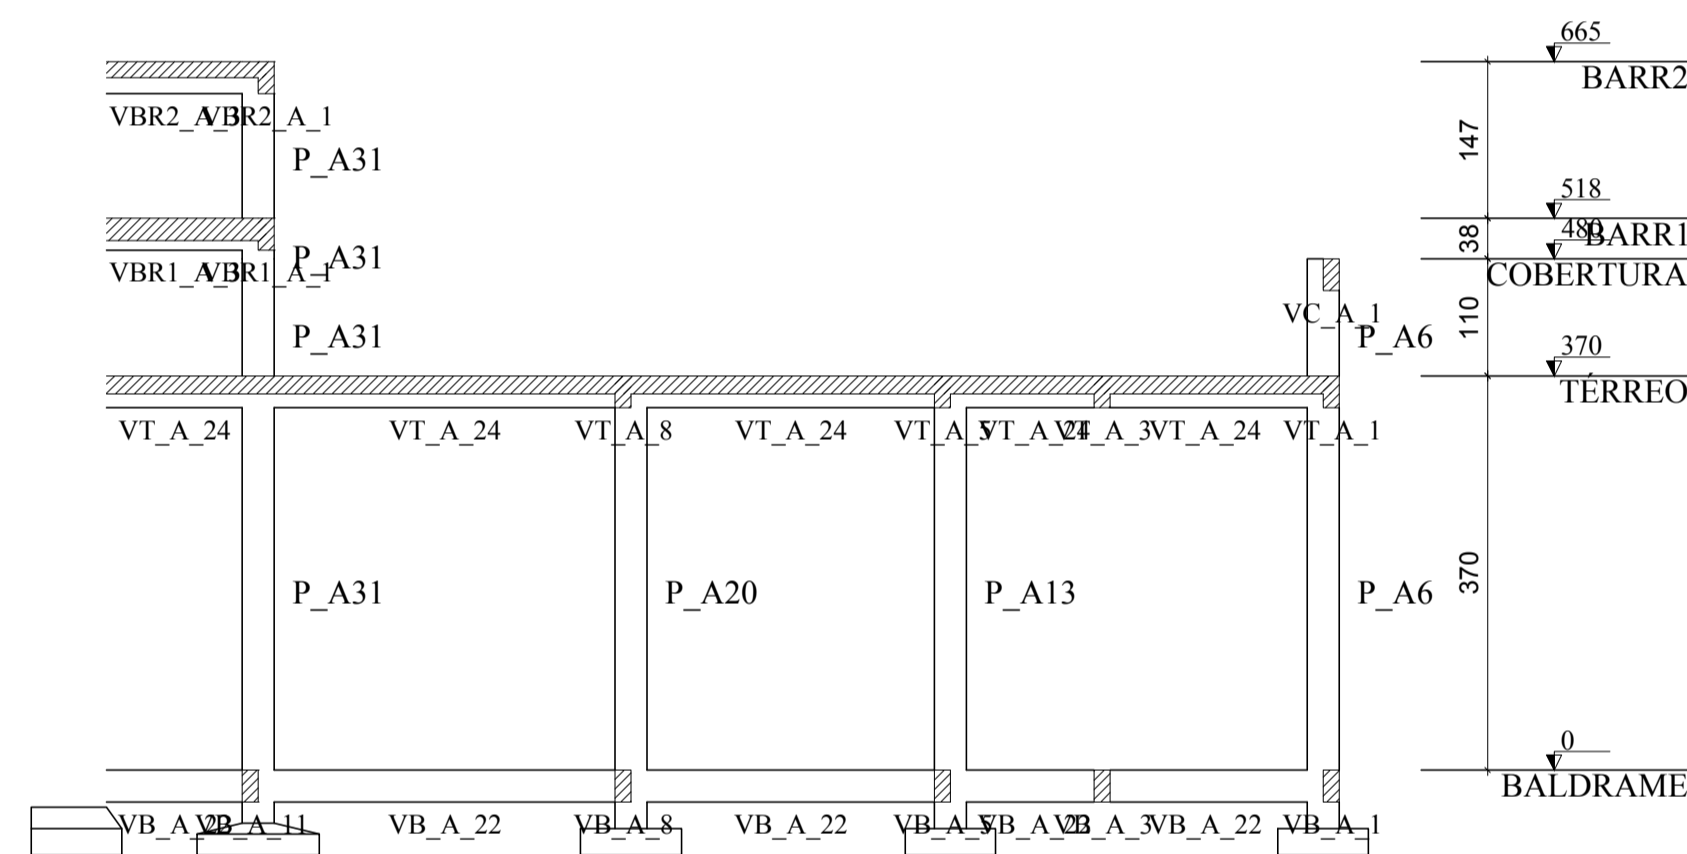 665
BARR2
VBR2_A_3 VBR2_A_1
147
P_A31
518
480
BARR1
38
P_A31
VBR1_A_3 VBR1_A_1
COBERTURA
VC_A_1
110
P_A31
P_A6
370
TÉRREO
VT_A_24 VT_A_24 VT_A_8 VT_A_24 VT_A_5 VT_A_24 VT_A_3 VT_A_24 VT_A_1
370
P_A31 P_A20 P_A13 P_A6
0
BALDRAME
VB_A_22 VB_A_11 VB_A_22 VB_A_8 VB_A_22 VB_A_5 VB_A_22 VB_A_3 VB_A_22 VB_A_1